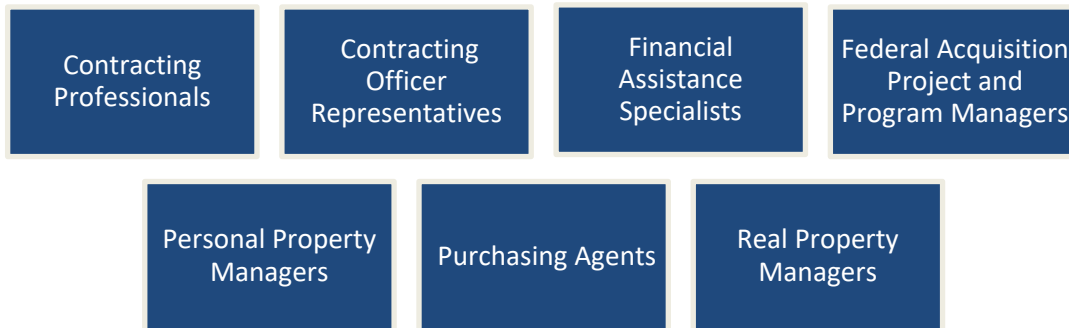 Contracting
Professionals
Contracting
Officer
Representatives
Financial
Assistance
Specialists
Federal Acquisition
Project and
Program Managers
Personal Property
Managers
Purchasing Agents
Real Property
Managers